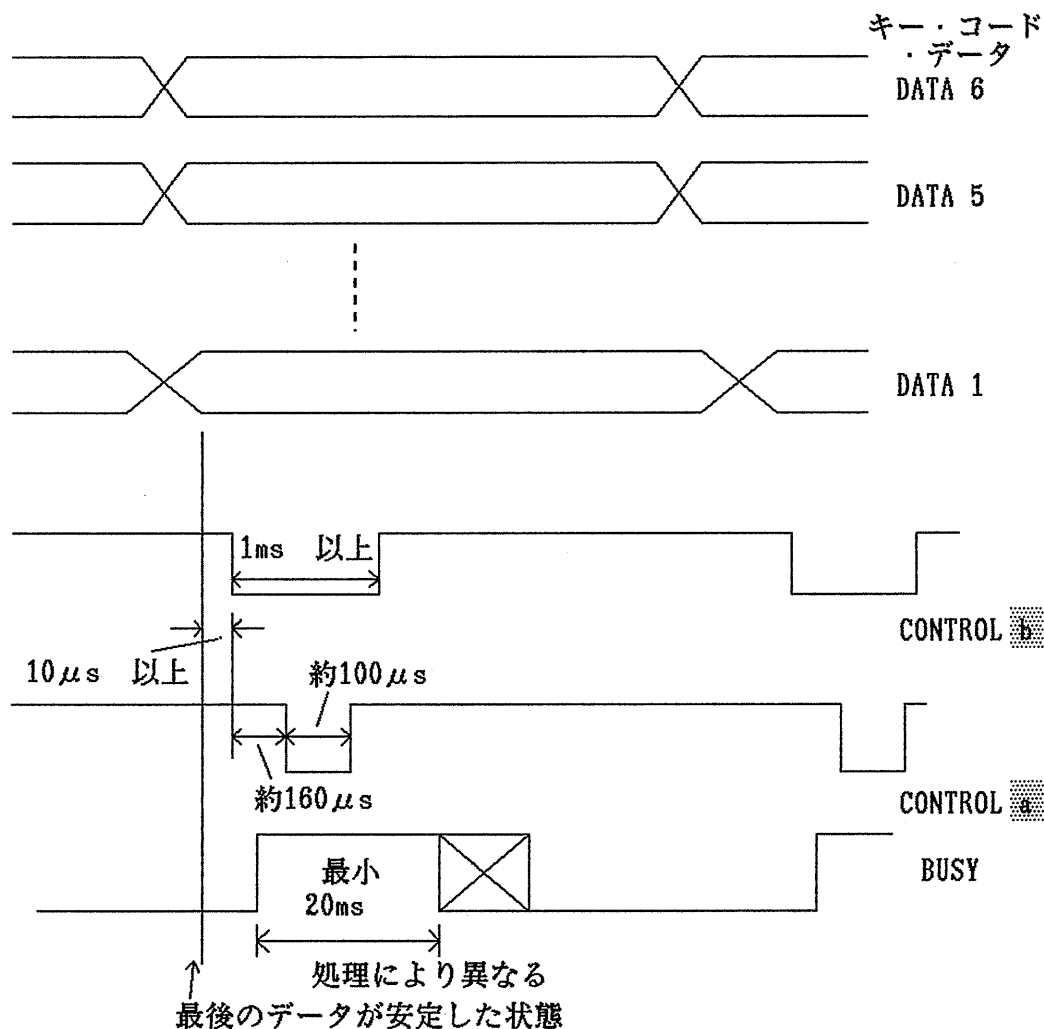 キー・コード
・データ
DATA 6
DATA 5
DATA 1
1ms 以上
CONTROL b
10μs 以上
約100μs
約160μs
CONTROL a
BUSY
最小
20ms
処理により異なる
最後のデータが安定した状態